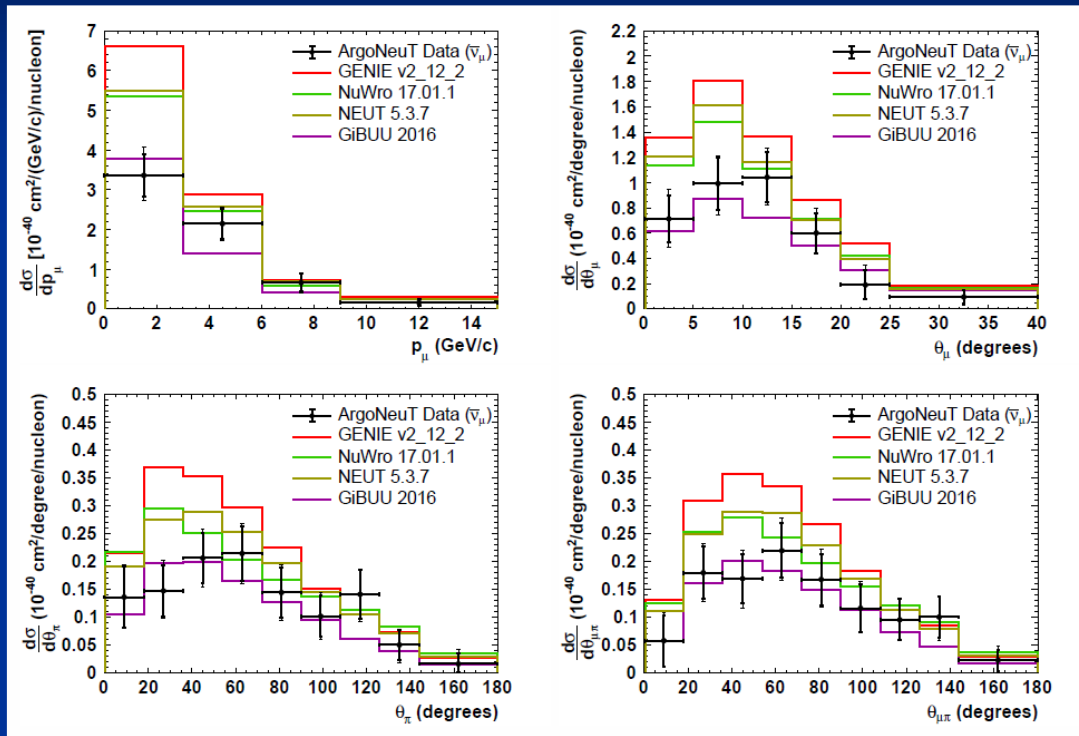 7
6
5
4
3
2
1
0
dσ/dp_μ [10^-40 cm²/(GeV/c)/nucleon]
ArgoNeuT Data (ν̄_μ)
GENIE v2_12_2
NuWro 17.01.1
NEUT 5.3.7
GiBUU 2016
0 2 4 6 8 10 12 14
p_μ (GeV/c)
2.2
2
1.8
1.6
1.4
1.2
1
0.8
0.6
0.4
0.2
0
dσ/dθ_μ (10^-40 cm²/degree/nucleon)
ArgoNeuT Data (ν̄_μ)
GENIE v2_12_2
NuWro 17.01.1
NEUT 5.3.7
GiBUU 2016
0 5 10 15 20 25 30 35 40
θ_μ (degrees)
0.5
0.45
0.4
0.35
0.3
0.25
0.2
0.15
0.1
0.05
0
dσ/dθ_π (10^-40 cm²/degree/nucleon)
ArgoNeuT Data (ν̄_μ)
GENIE v2_12_2
NuWro 17.01.1
NEUT 5.3.7
GiBUU 2016
0 20 40 60 80 100 120 140 160 180
θ_π (degrees)
0.5
0.45
0.4
0.35
0.3
0.25
0.2
0.15
0.1
0.05
0
dσ/dθ_μπ (10^-40 cm²/degree/nucleon)
ArgoNeuT Data (ν̄_μ)
GENIE v2_12_2
NuWro 17.01.1
NEUT 5.3.7
GiBUU 2016
0 20 40 60 80 100 120 140 160 180
θ_μπ (degrees)